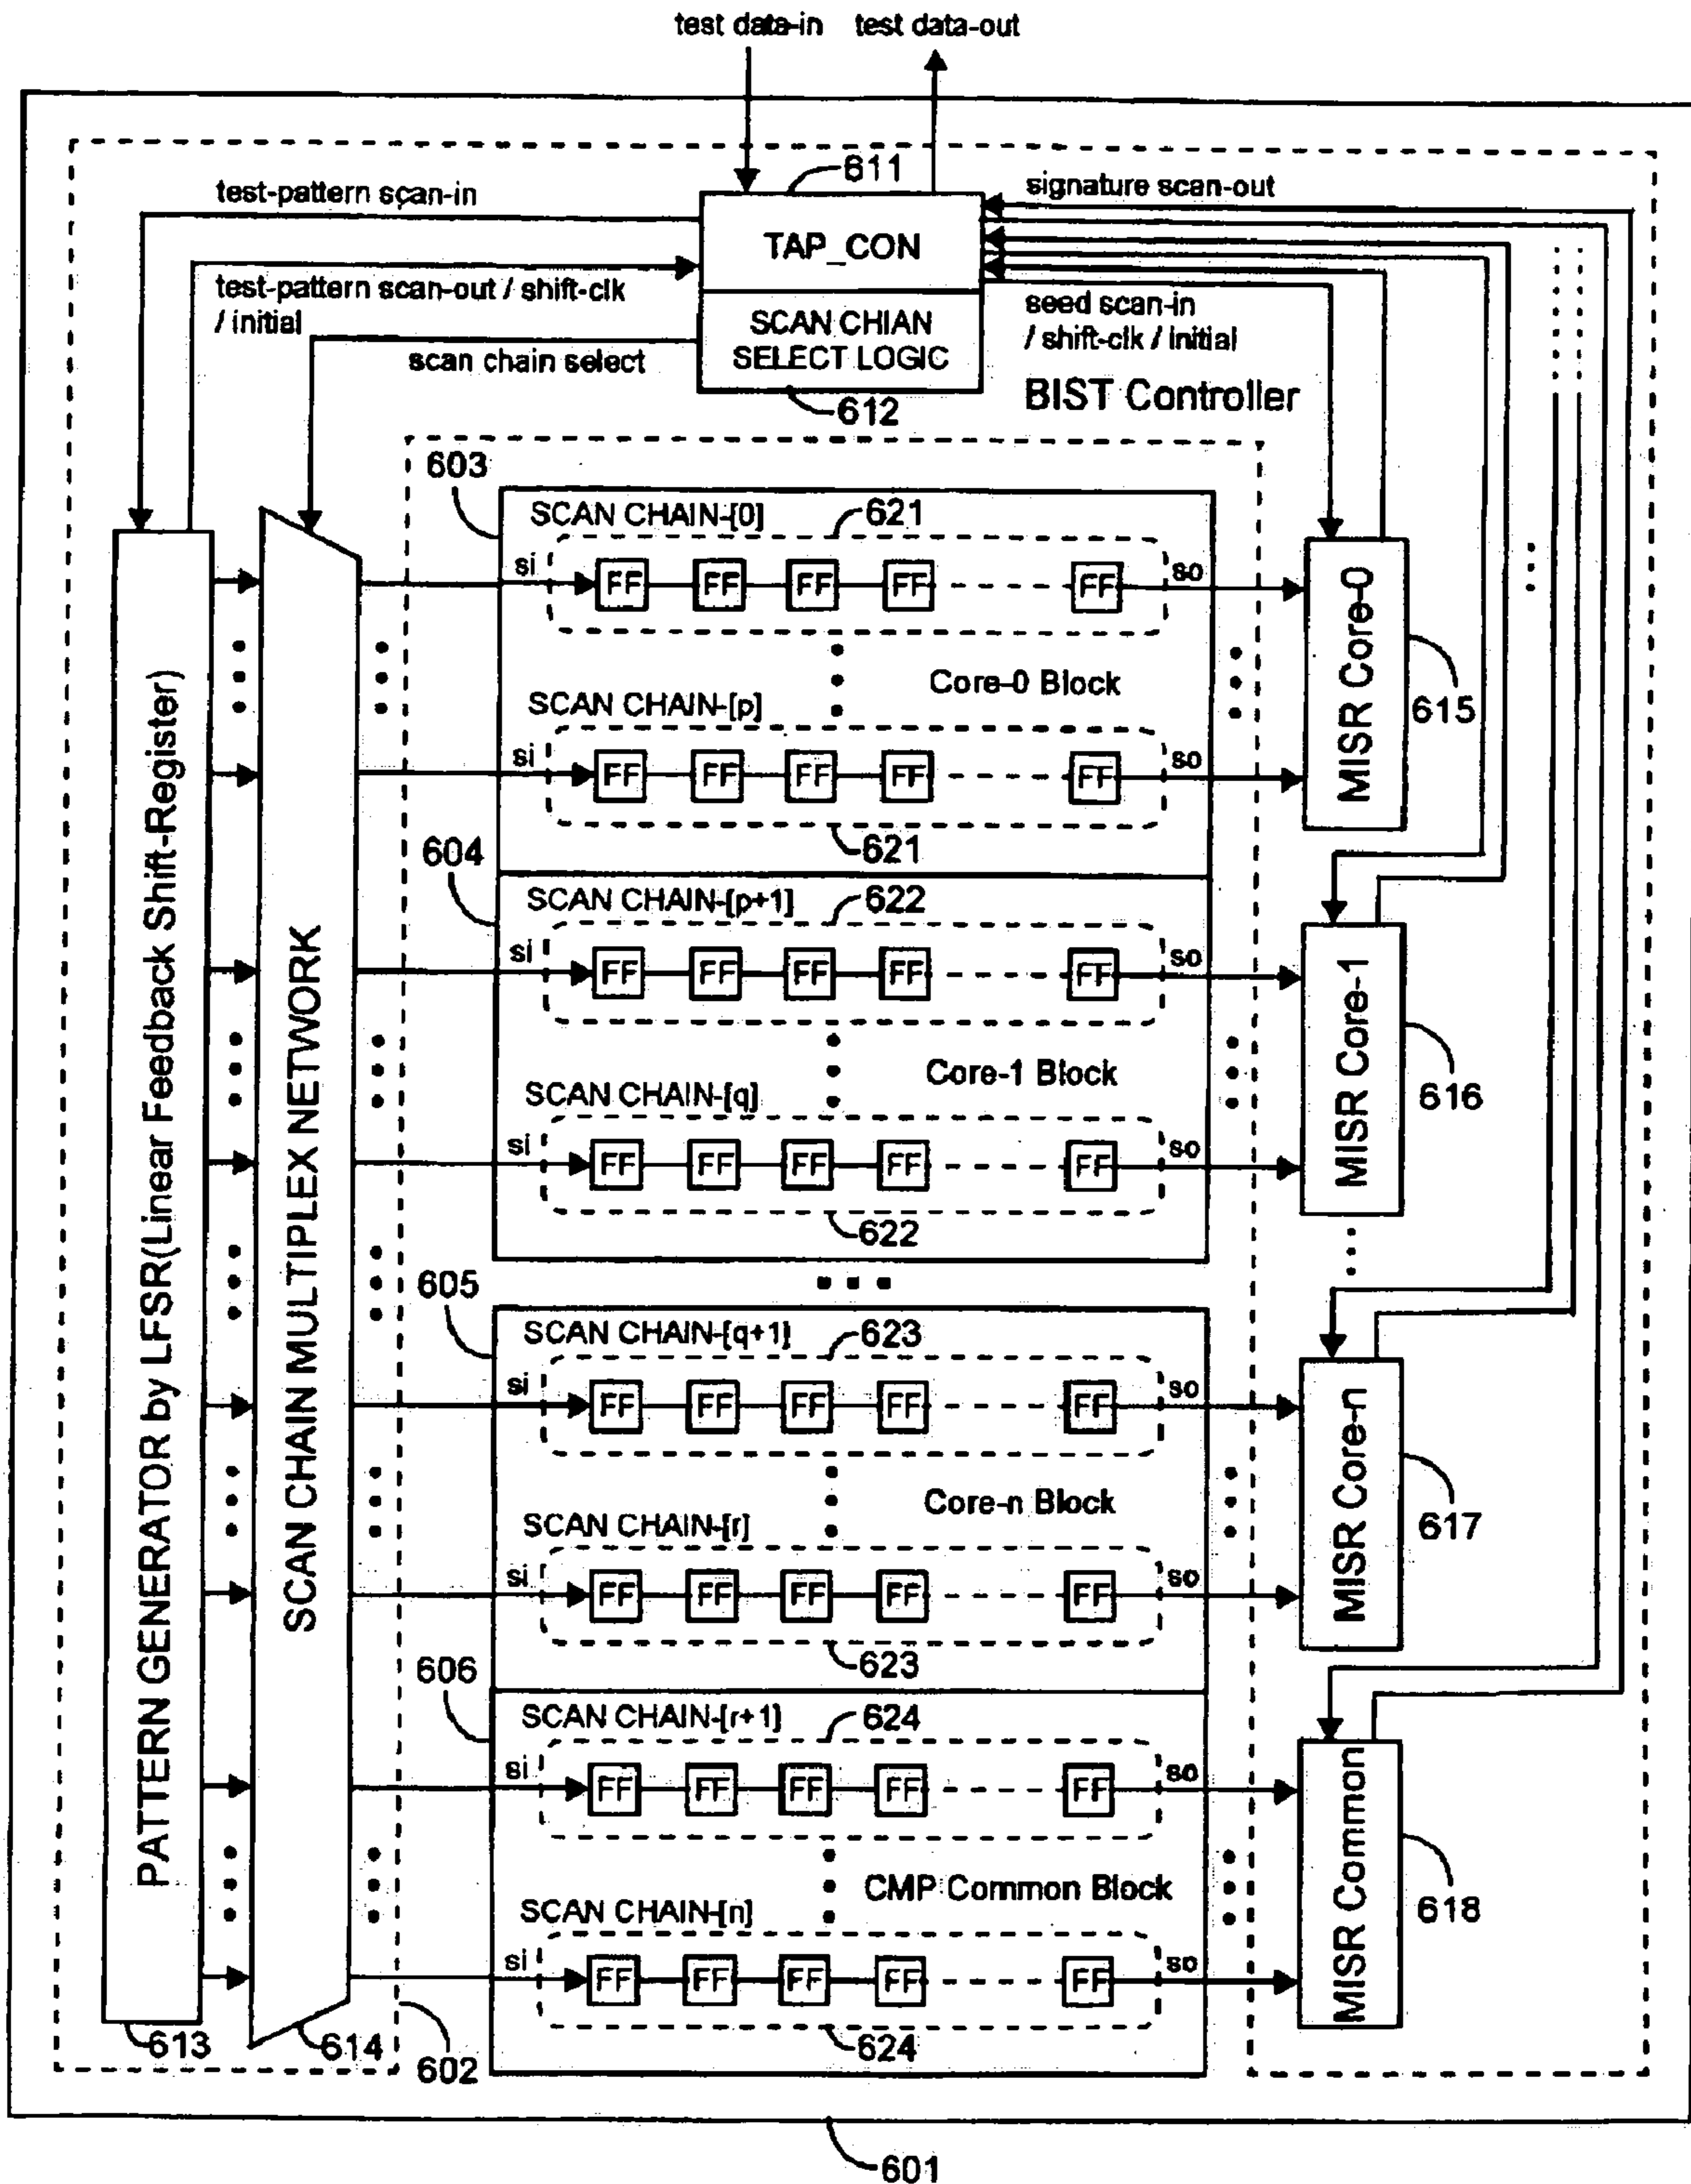 test data-in test data-out
611
test-pattern scan-in
signature scan-out
TAP_CON
test-pattern scan-out / shift-clk
/ initial
seed scan-in
/ shift-clk / initial
SCAN CHIAN
SELECT LOGIC
scan chain select
612
BIST Controller
603
SCAN CHAIN-[0]
621
si FF FF FF FF FF so
Core-0 Block
SCAN CHAIN-[p]
si FF FF FF FF FF so
621
MISR Core-0
615
604
SCAN CHAIN-[p+1]
622
si FF FF FF FF FF so
Core-1 Block
SCAN CHAIN-[q]
si FF FF FF FF FF so
622
MISR Core-1
616
PATTERN GENERATOR by LFSR(Linear Feedback Shift-Register)
SCAN CHAIN MULTIPLEX NETWORK
605
SCAN CHAIN-[q+1]
623
si FF FF FF FF FF so
Core-n Block
SCAN CHAIN-[r]
si FF FF FF FF FF so
623
MISR Core-n
617
606
SCAN CHAIN-[r+1]
624
si FF FF FF FF FF so
CMP Common Block
SCAN CHAIN-[n]
si FF FF FF FF FF so
624
MISR Common
618
613
614
602
601